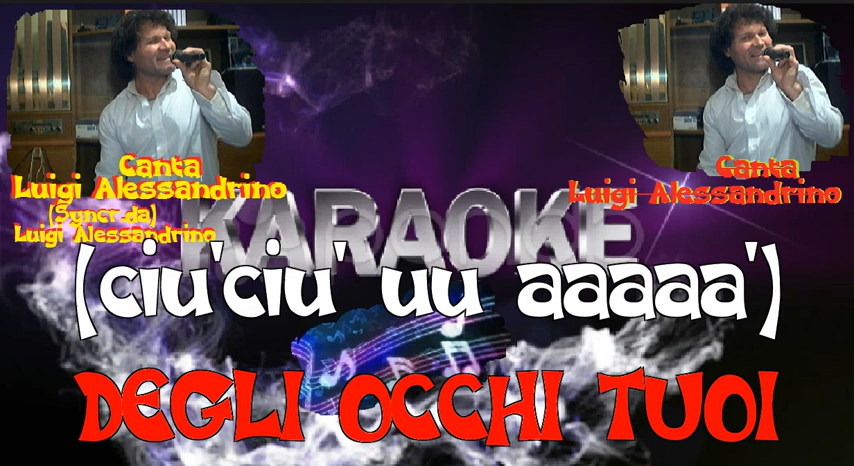 Canta
Luigi Alessandrino
(Syncr da)
Luigi Alessandrino
Canta
Luigi Alessandrino
KARAOKE
(ciu'ciu' uu aaaaa')
DEGLI OCCHI TUOI